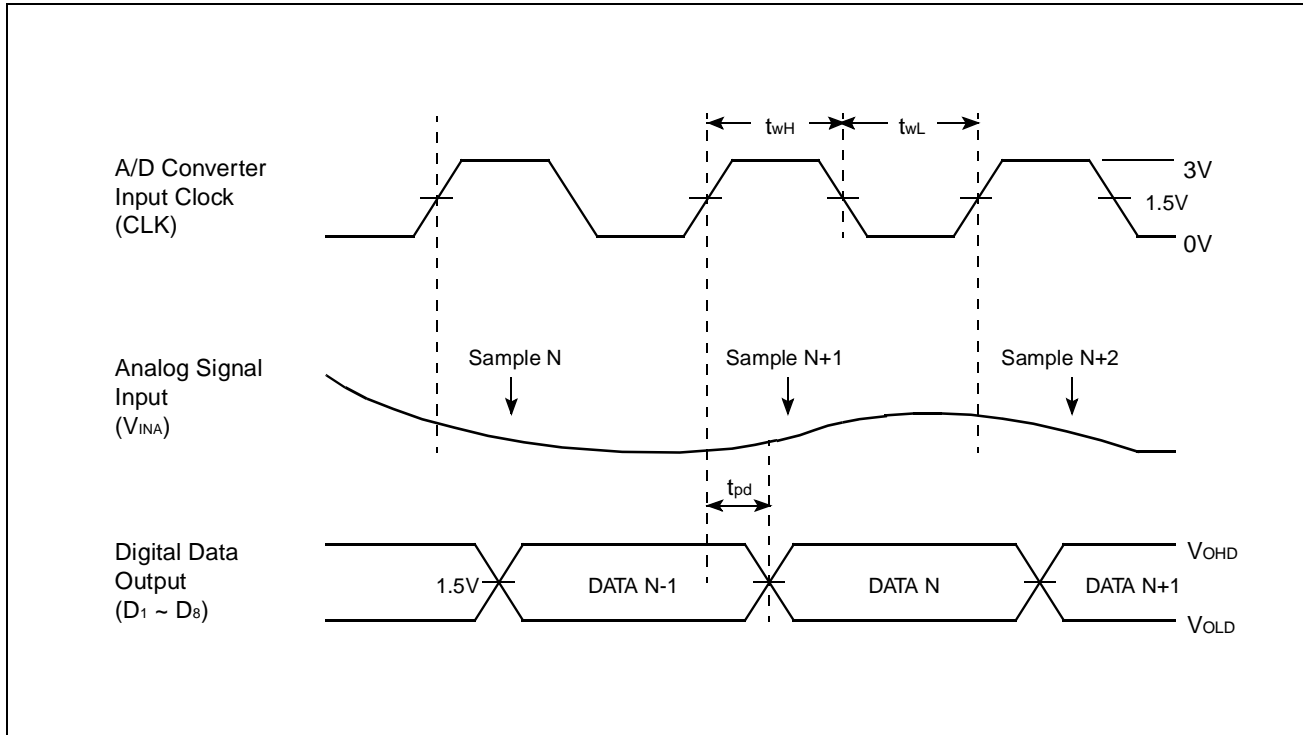 twH
twL
A/D Converter
Input Clock
(CLK)
3V
1.5V
0V
Sample N
Sample N+1
Sample N+2
Analog Signal
Input
(VINA)
tpd
Digital Data
Output
(D1 ~ D8)
1.5V
DATA N-1
DATA N
DATA N+1
VOHD
VOLD